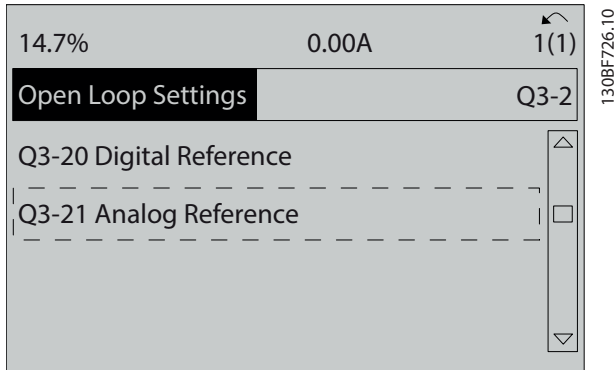 14.7% 0.00A 1(1)
Open Loop Settings Q3-2
Q3-20 Digital Reference
Q3-21 Analog Reference
130BF726.10